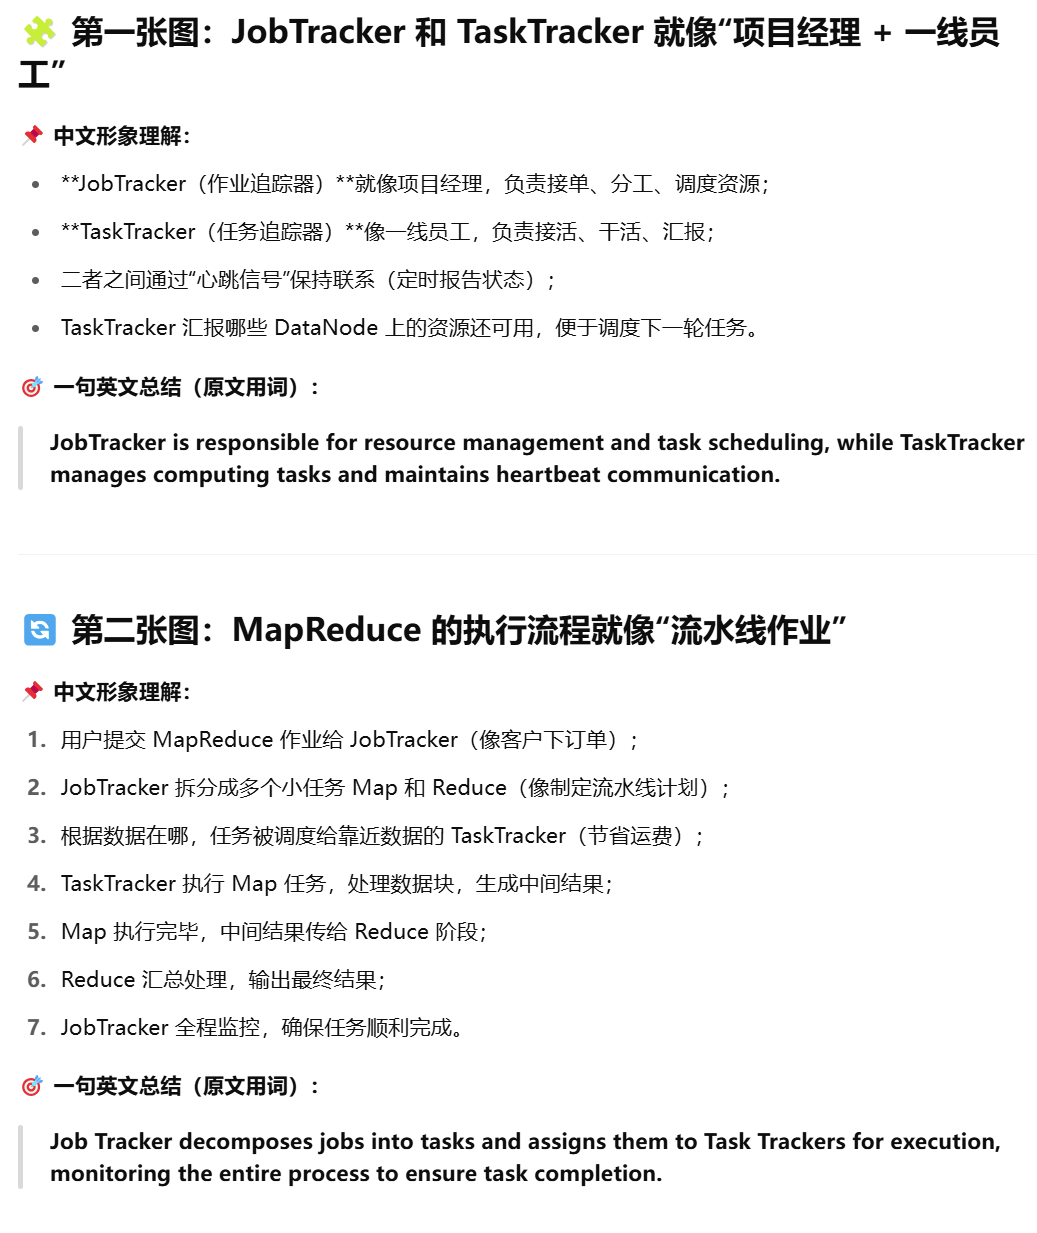 🧩 第一张图：JobTracker 和 TaskTracker 就像“项目经理 + 一线员
工”
📌 中文形象理解：
• **JobTracker（作业追踪器）**就像项目经理，负责接单、分工、调度资源；
• **TaskTracker（任务追踪器）**像一线员工，负责接活、干活、汇报；
• 二者之间通过“心跳信号”保持联系（定时报告状态）；
• TaskTracker 汇报哪些 DataNode 上的资源还可用，便于调度下一轮任务。
🎯 一句英文总结（原文用词）：
JobTracker is responsible for resource management and task scheduling, while TaskTracker
manages computing tasks and maintains heartbeat communication.
🔄 第二张图：MapReduce 的执行流程就像“流水线作业”
📌 中文形象理解：
1. 用户提交 MapReduce 作业给 JobTracker（像客户下订单）；
2. JobTracker 拆分成多个小任务 Map 和 Reduce（像制定流水线计划）；
3. 根据数据在哪，任务被调度给靠近数据的 TaskTracker（节省运费）；
4. TaskTracker 执行 Map 任务，处理数据块，生成中间结果；
5. Map 执行完毕，中间结果传给 Reduce 阶段；
6. Reduce 汇总处理，输出最终结果；
7. JobTracker 全程监控，确保任务顺利完成。
🎯 一句英文总结（原文用词）：
Job Tracker decomposes jobs into tasks and assigns them to Task Trackers for execution,
monitoring the entire process to ensure task completion.